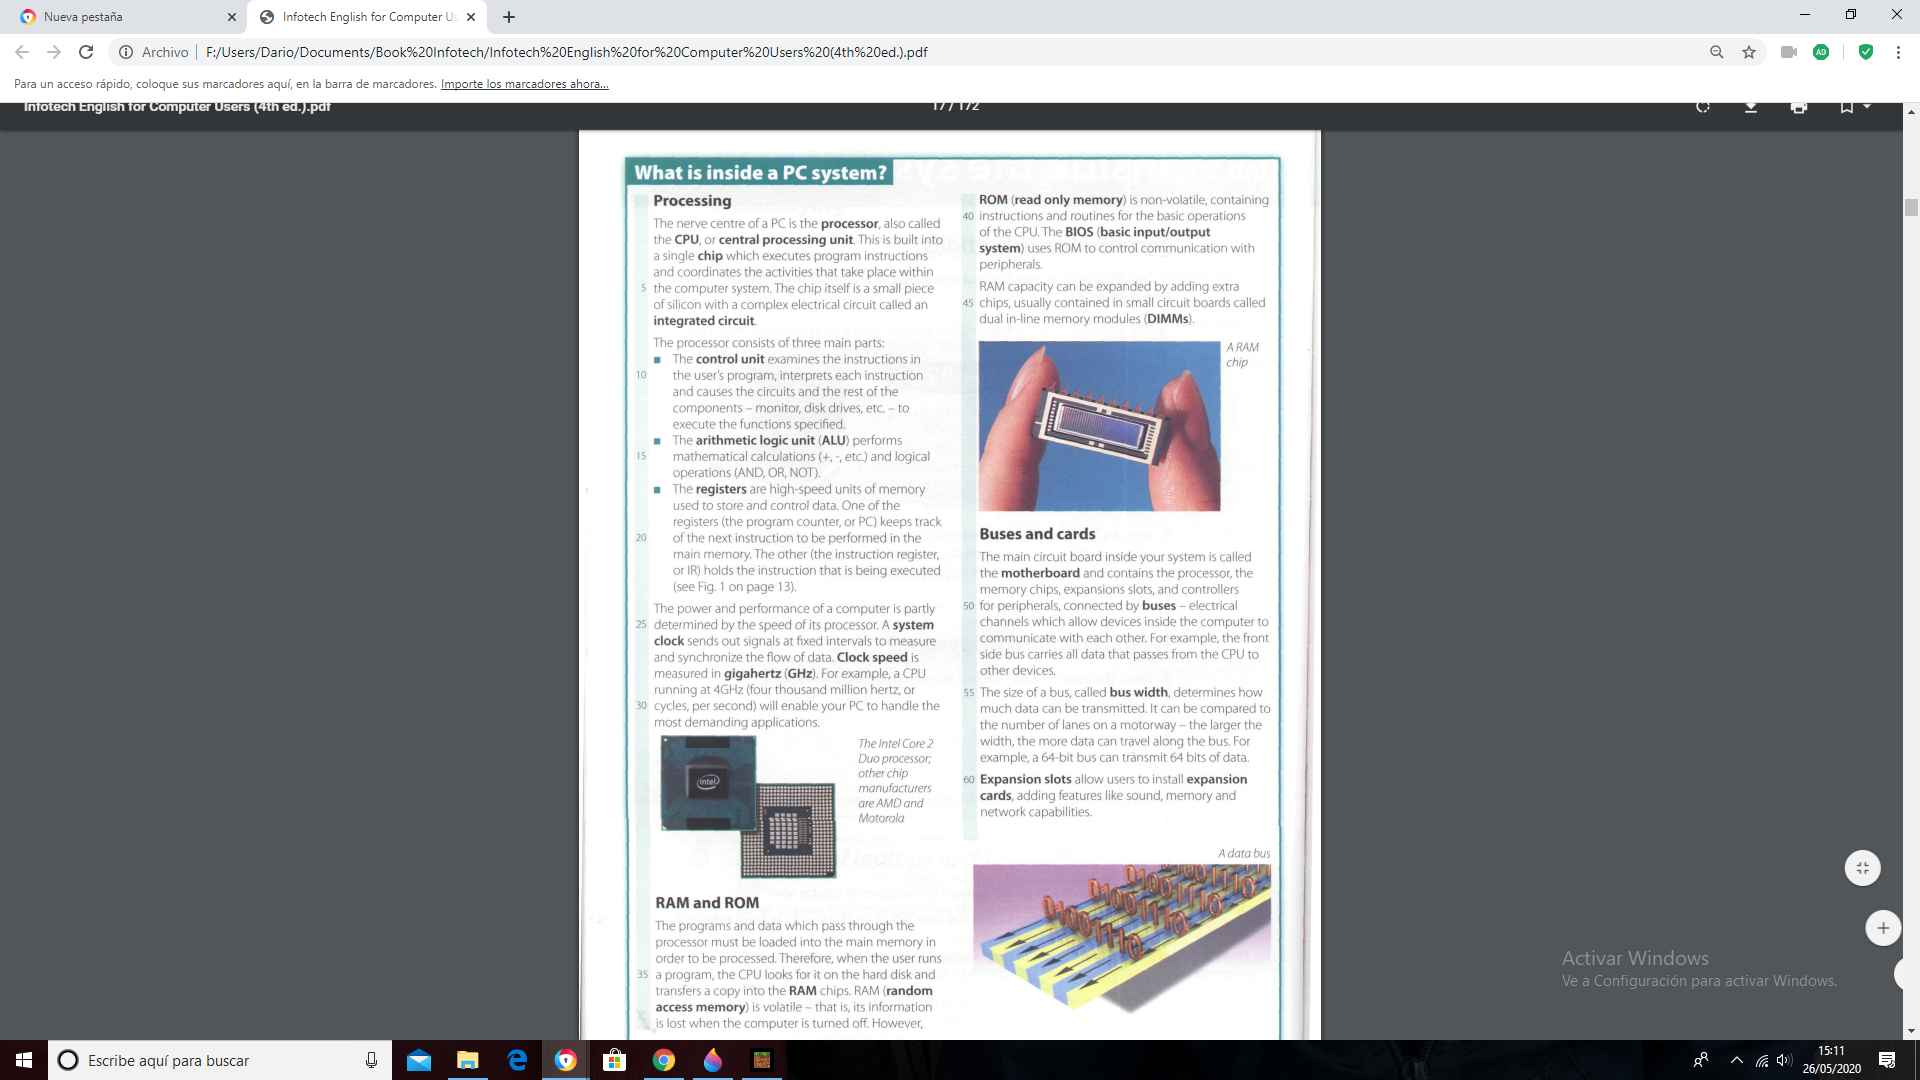 Nueva pestaña
Infotech English for Computer Us
Archivo
F:/Users/Dario/Documents/Book%20Infotech/Infotech%20English%20for%20Computer%20Users%20(4th%20ed.).pdf
Para un acceso rápido, coloque sus marcadores aquí, en la barra de marcadores. Importe los marcadores ahora...
Infotech English for Computer Users (4th ed.).pdf
17 / 172
What is inside a PC system?
Processing
The nerve centre of a PC is the processor, also called
the CPU, or central processing unit. This is built into
a single chip which executes program instructions
and coordinates the activities that take place within
5 the computer system. The chip itself is a small piece
of silicon with a complex electrical circuit called an
integrated circuit.
The processor consists of three main parts:
■ The control unit examines the instructions in
10 the user's program, interprets each instruction
and causes the circuits and the rest of the
components – monitor, disk drives, etc. – to
execute the functions specified.
■ The arithmetic logic unit (ALU) performs
15 mathematical calculations (+, -, etc.) and logical
operations (AND, OR, NOT).
■ The registers are high-speed units of memory
used to store and control data. One of the
registers (the program counter, or PC) keeps track
20 of the next instruction to be performed in the
main memory. The other (the instruction register,
or IR) holds the instruction that is being executed
(see Fig. 1 on page 13).
The power and performance of a computer is partly
25 determined by the speed of its processor. A system
clock sends out signals at fixed intervals to measure
and synchronize the flow of data. Clock speed is
measured in gigahertz (GHz). For example, a CPU
running at 4GHz (four thousand million hertz, or
30 cycles, per second) will enable your PC to handle the
most demanding applications.
intel
The Intel Core 2
Duo processor;
other chip
manufacturers
are AMD and
Motorola
RAM and ROM
The programs and data which pass through the
processor must be loaded into the main memory in
order to be processed. Therefore, when the user runs
35 a program, the CPU looks for it on the hard disk and
transfers a copy into the RAM chips. RAM (random
access memory) is volatile – that is, its information
is lost when the computer is turned off. However,
ROM (read only memory) is non-volatile, containing
40 instructions and routines for the basic operations
of the CPU. The BIOS (basic input/output
system) uses ROM to control communication with
peripherals.
RAM capacity can be expanded by adding extra
45 chips, usually contained in small circuit boards called
dual in-line memory modules (DIMMs).
A RAM
chip
Buses and cards
The main circuit board inside your system is called
the motherboard and contains the processor, the
memory chips, expansions slots, and controllers
50 for peripherals, connected by buses – electrical
channels which allow devices inside the computer to
communicate with each other. For example, the front
side bus carries all data that passes from the CPU to
other devices.
55 The size of a bus, called bus width, determines how
much data can be transmitted. It can be compared to
the number of lanes on a motorway – the larger the
width, the more data can travel along the bus. For
example, a 64-bit bus can transmit 64 bits of data.
60 Expansion slots allow users to install expansion
cards, adding features like sound, memory and
network capabilities.
A data bus
01001110
01001110
01001110
Activar Windows
Ve a Configuración para activar Windows.
Escribe aquí para buscar
15:11
26/05/2020